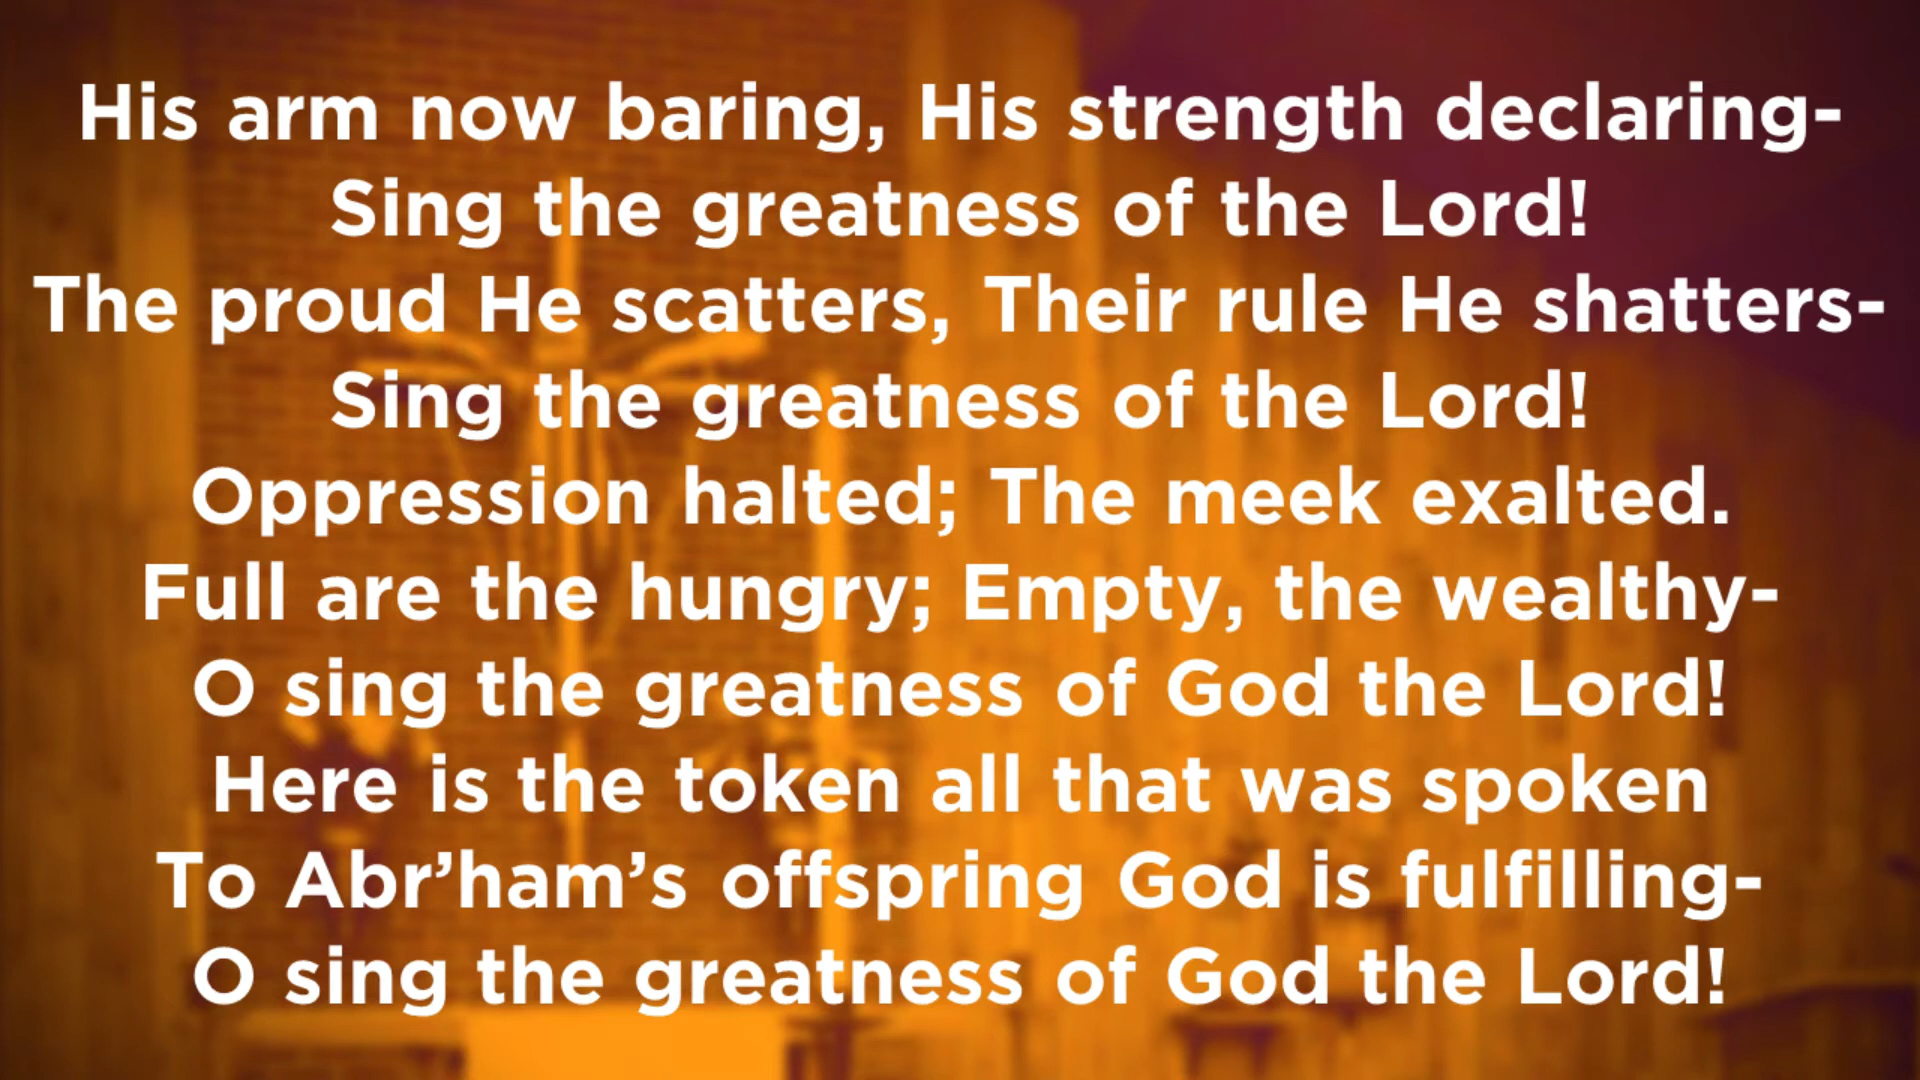 His arm now baring, His strength declaring-
Sing the greatness of the Lord!
The proud He scatters, Their rule He shatters-
Sing the greatness of the Lord!
Oppression halted; The meek exalted.
Full are the hungry; Empty, the wealthy-
O sing the greatness of God the Lord!
Here is the token all that was spoken
To Abr’ham’s offspring God is fulfilling-
O sing the greatness of God the Lord!